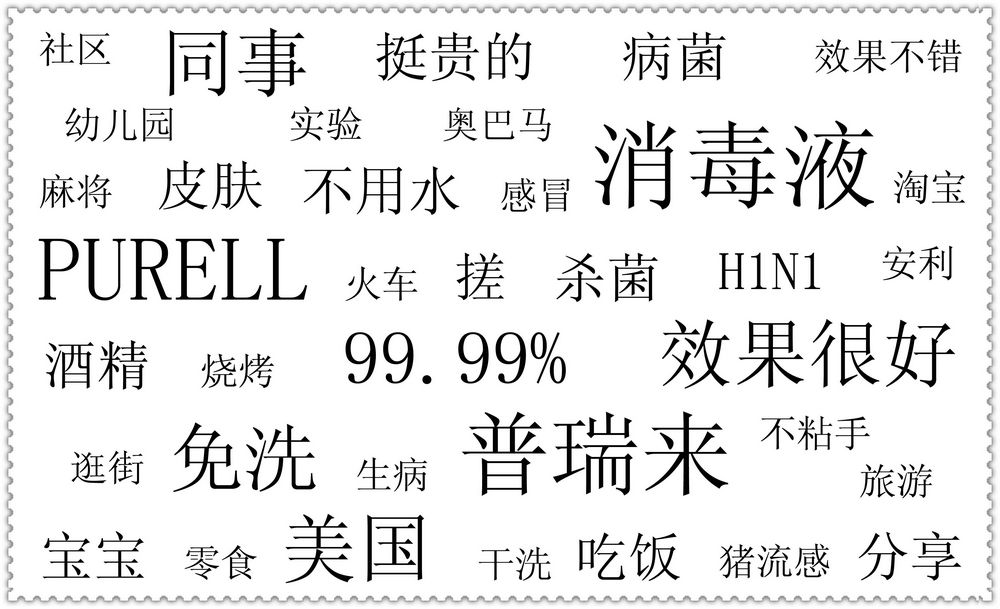 社区 同事 挺贵的 病菌 效果不错
幼儿园 实验 奥巴马 消毒液
麻将 皮肤 不用水 感冒 淘宝
PURELL 火车 搓 杀菌 H1N1 安利
酒精 烧烤 99.99% 效果很好
逛街 免洗 生病 普瑞来 不粘手
旅游
宝宝 零食 美国 干洗 吃饭 猪流感 分享